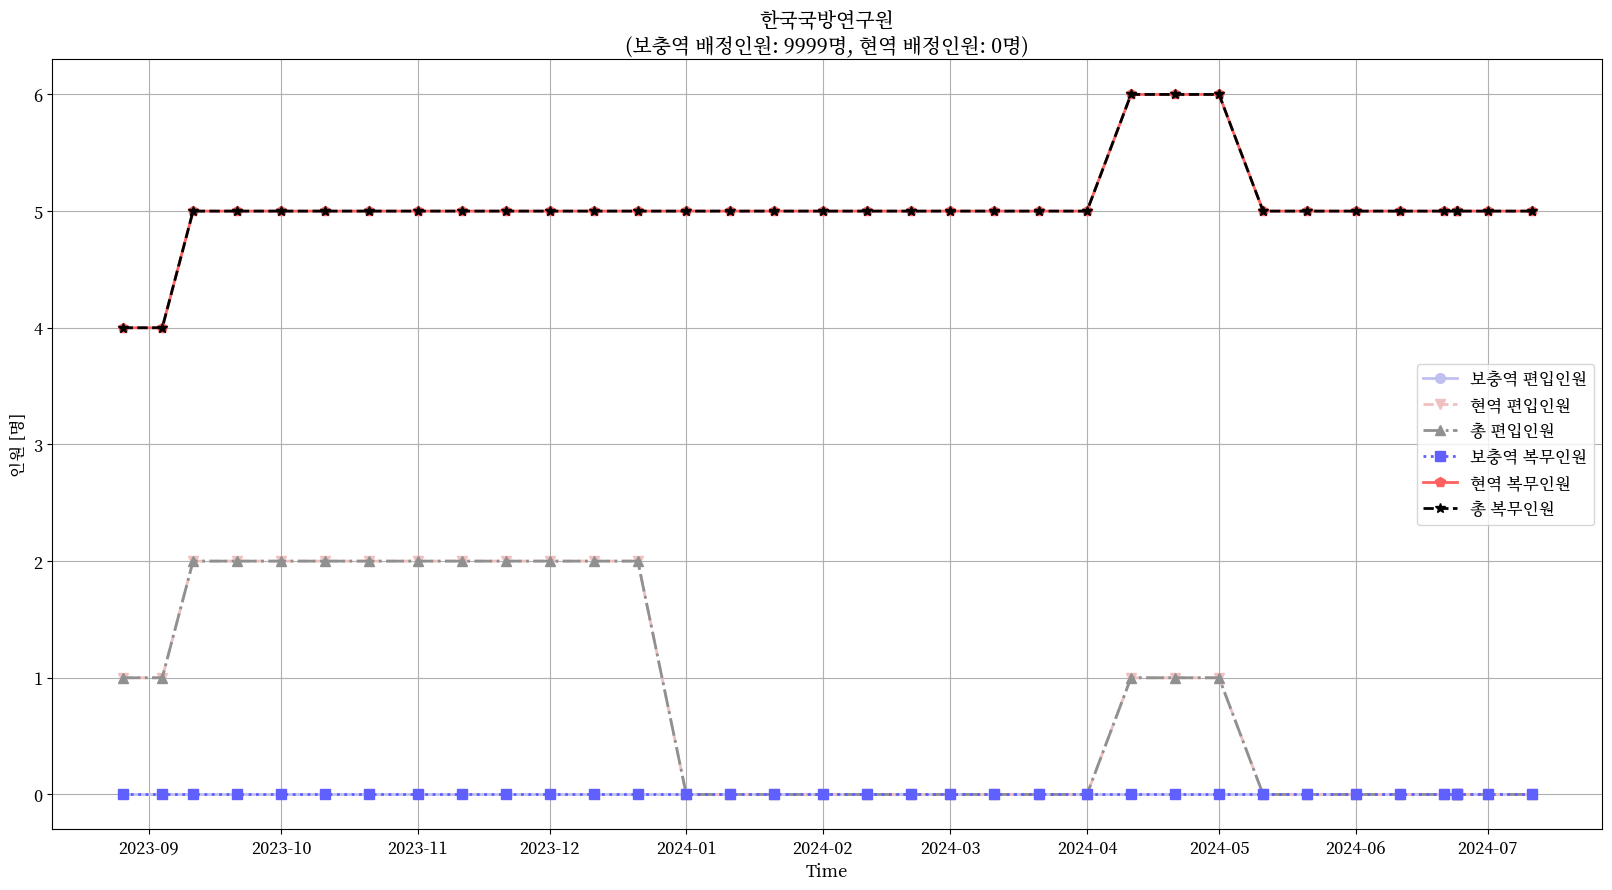 한국국방연구원
(보충역 배정인원: 9999명, 현역 배정인원: 0명)
6
5
4
3
2
1
0
인원 [명]
보충역 편입인원
현역 편입인원
총 편입인원
보충역 복무인원
현역 복무인원
총 복무인원
2023-09 2023-10 2023-11 2023-12 2024-01 2024-02 2024-03 2024-04 2024-05 2024-06 2024-07
Time